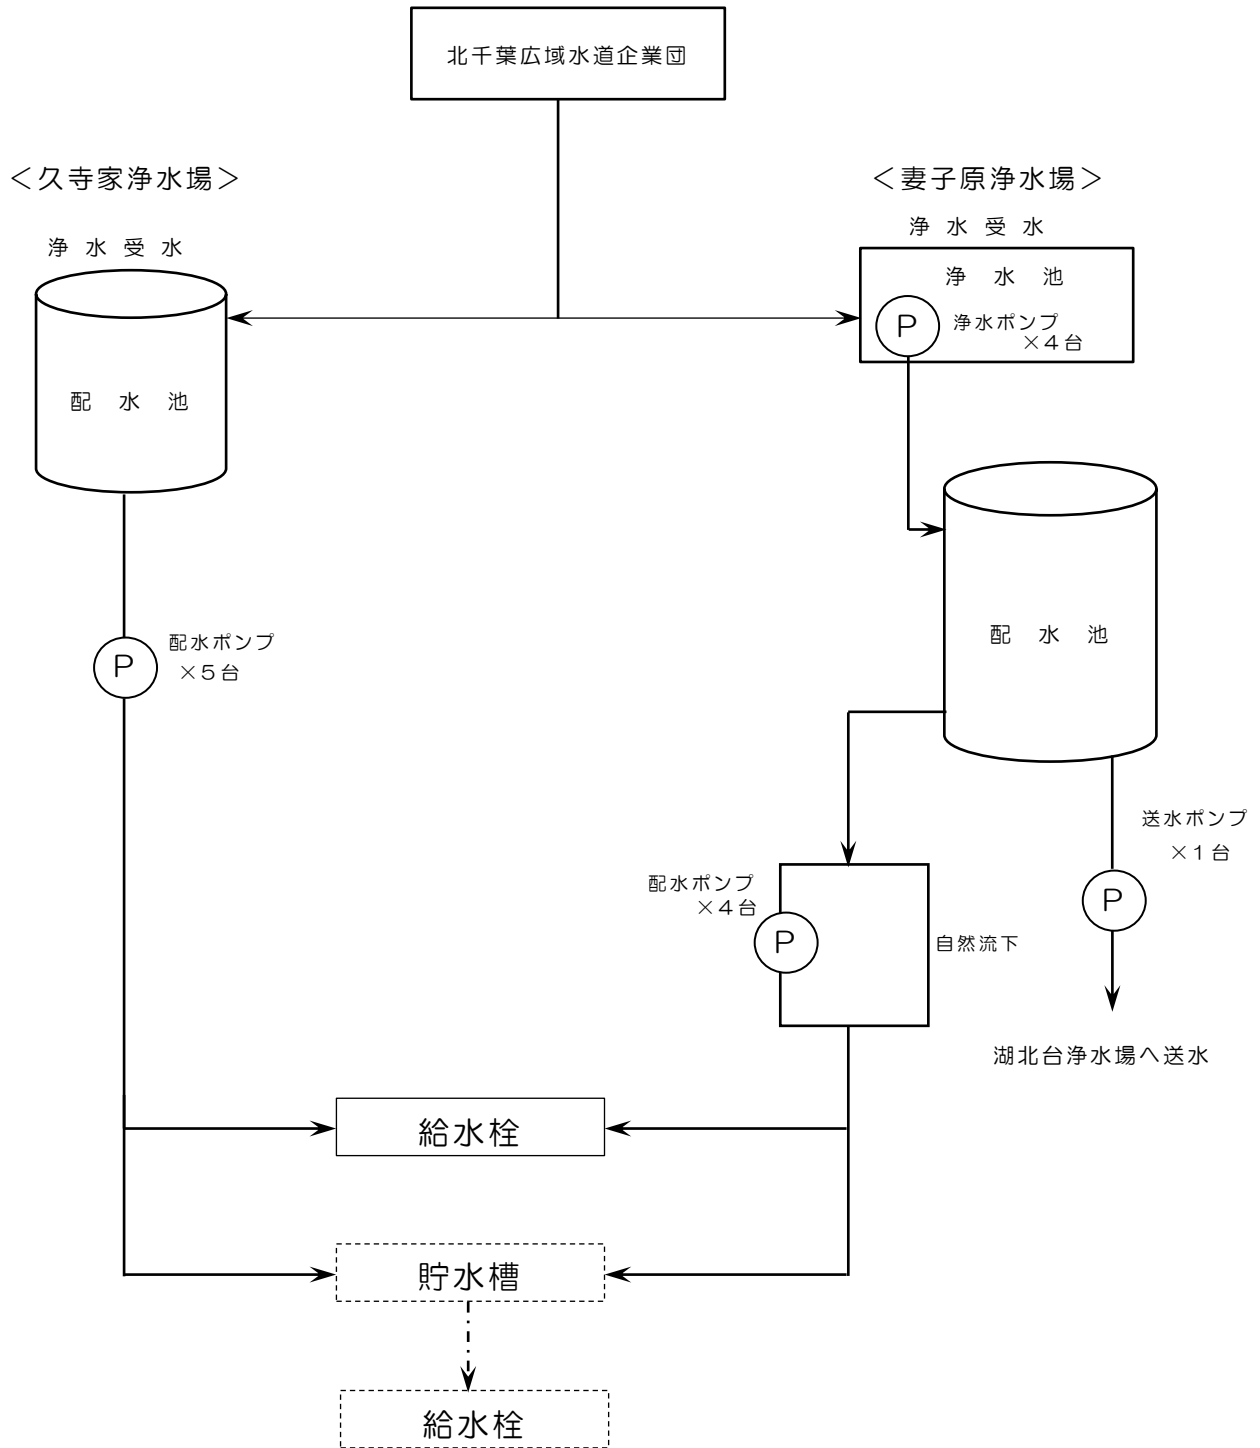 北千葉広域水道企業団
＜久寺家浄水場＞
＜妻子原浄水場＞
浄水受水
浄水受水
浄水池
P
浄水ポンプ
×４台
配水池
配水池
配水ポンプ
×５台
P
送水ポンプ
×１台
配水ポンプ
×４台
P
P
自然流下
湖北台浄水場へ送水
給水栓
貯水槽
給水栓